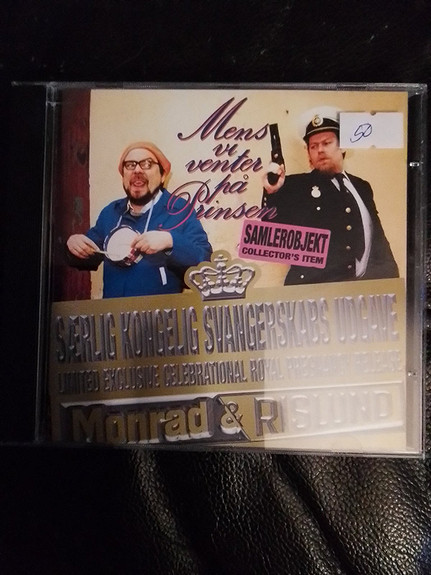 Mens
vi
venter
på
Prinsen
50
SAMLEROBJEKT
COLLECTOR'S ITEM
SÆRLIG KONGELIG SVANGERSKABS UDGAVE
LIMITED EXCLUSIVE CELEBRATIONAL ROYAL PREGNANCY RELEASE
Monrad & RISLUND